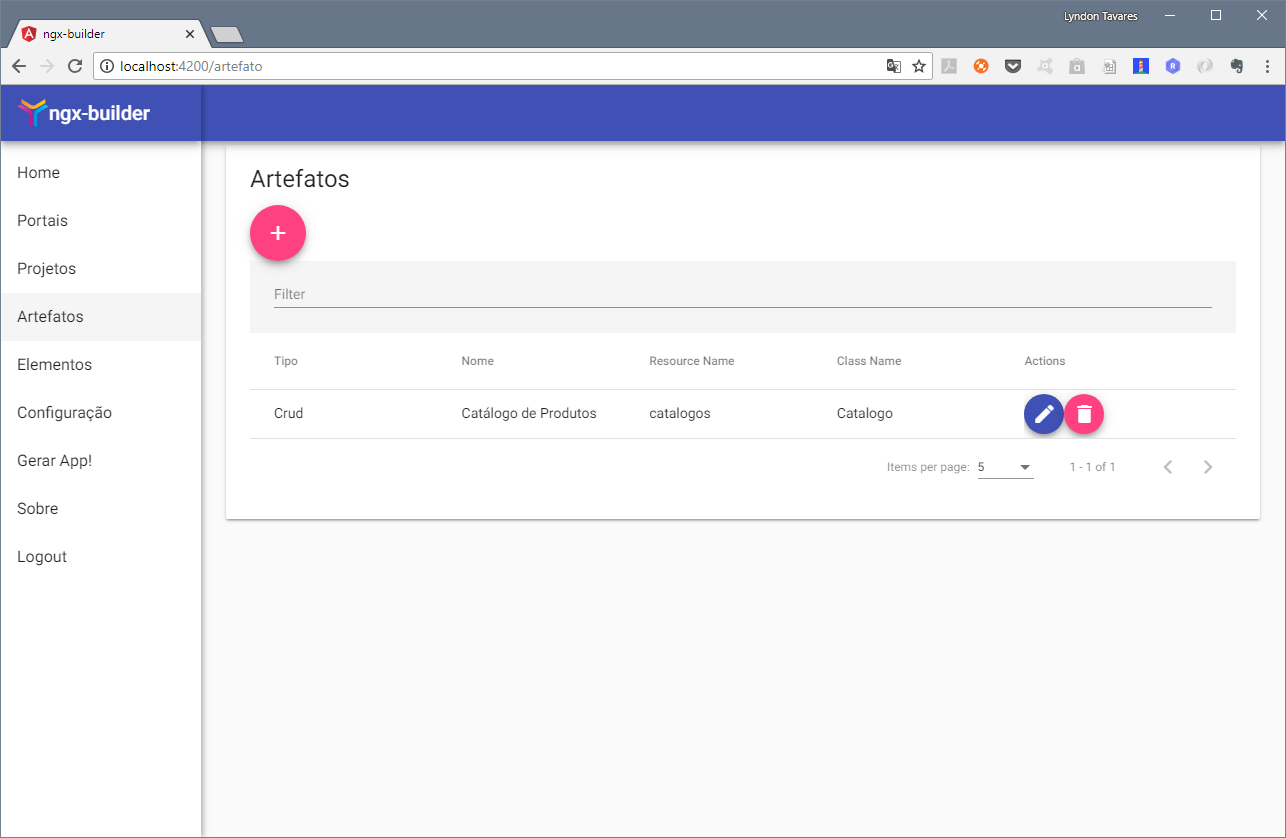 Lyndon Tavares
ngx-builder
localhost:4200/artefato
ngx-builder
Home
Portais
Projetos
Artefatos
Elementos
Configuração
Gerar App!
Sobre
Logout
Artefatos
+
Filter
Tipo Nome Resource Name Class Name Actions
Crud Catálogo de Produtos catalogos Catalogo
Items per page: 5 1 - 1 of 1